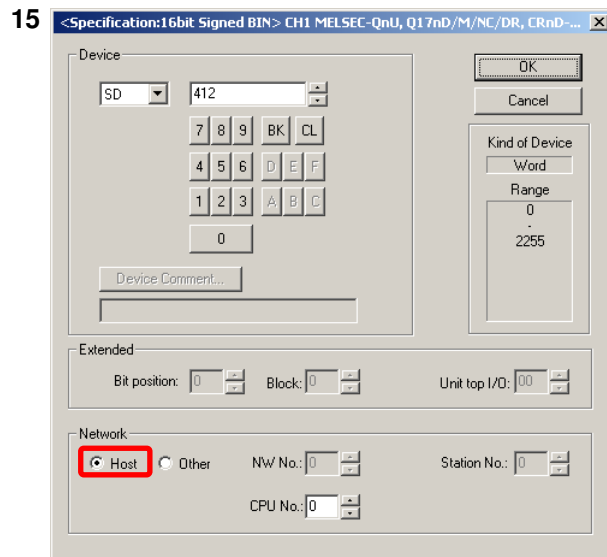 15
<Specification:16bit Signed BIN> CH1 MELSEC-QnU, Q17nD/M/NC/DR, CRnD-...
Device
SD
412
7 8 9 BK CL
4 5 6 D E F
1 2 3 A B C
0
Device Comment...
OK
Cancel
Kind of Device
Word
Range
0
-
2255
Extended
Bit position: 0 Block: 0 Unit top I/O: 00
Network
Host Other NW No.: 0 Station No.: 0
CPU No.: 0